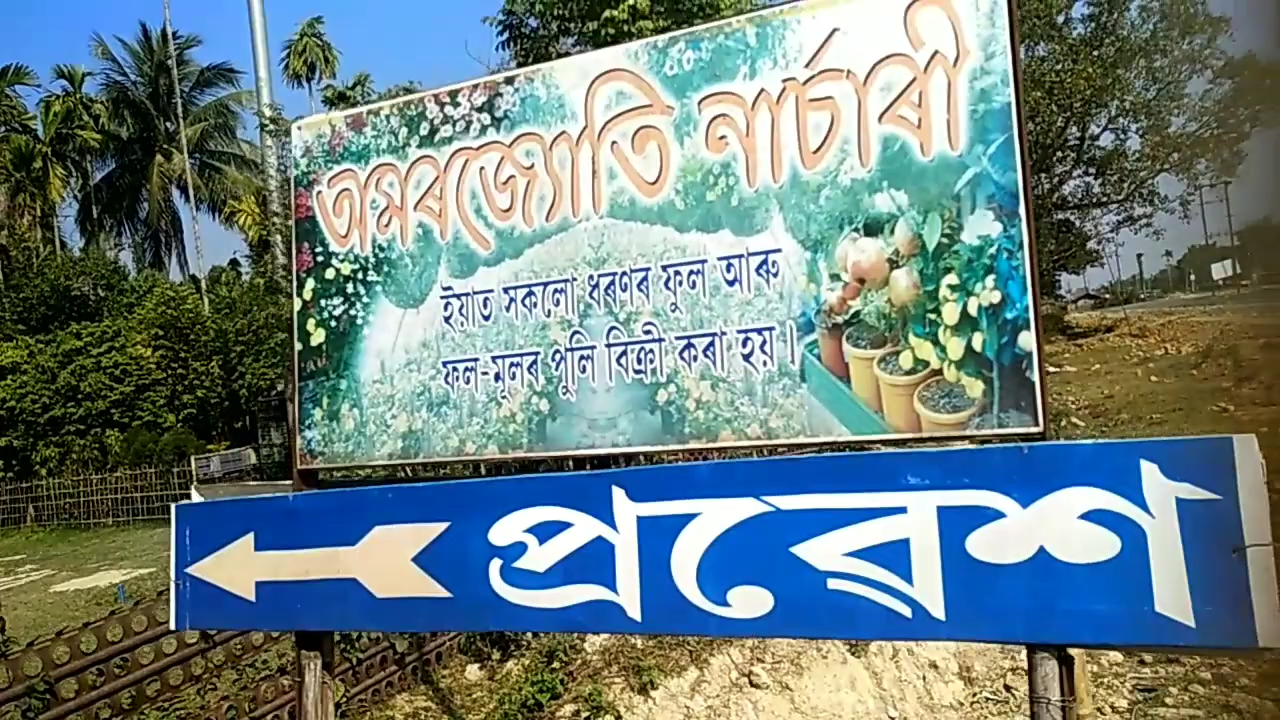 অমৰজ্যোতি নাৰ্চাৰী
ইয়াত সকলো ধৰণৰ ফুল আৰু
ফল-মূলৰ পুলি বিক্ৰী কৰা হয়।
প্ৰৱেশ